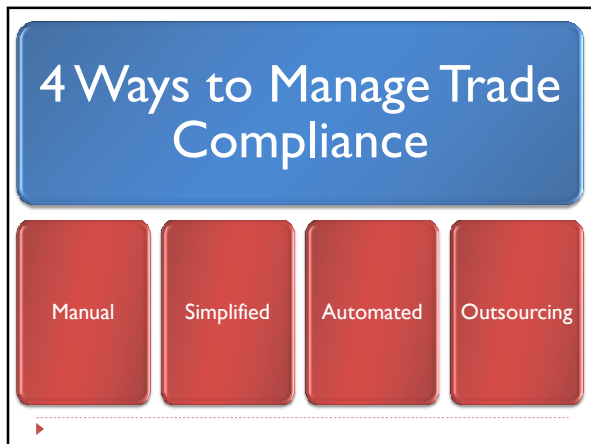 4 Ways to Manage Trade
Compliance
Manual
Simplified
Automated
Outsourcing